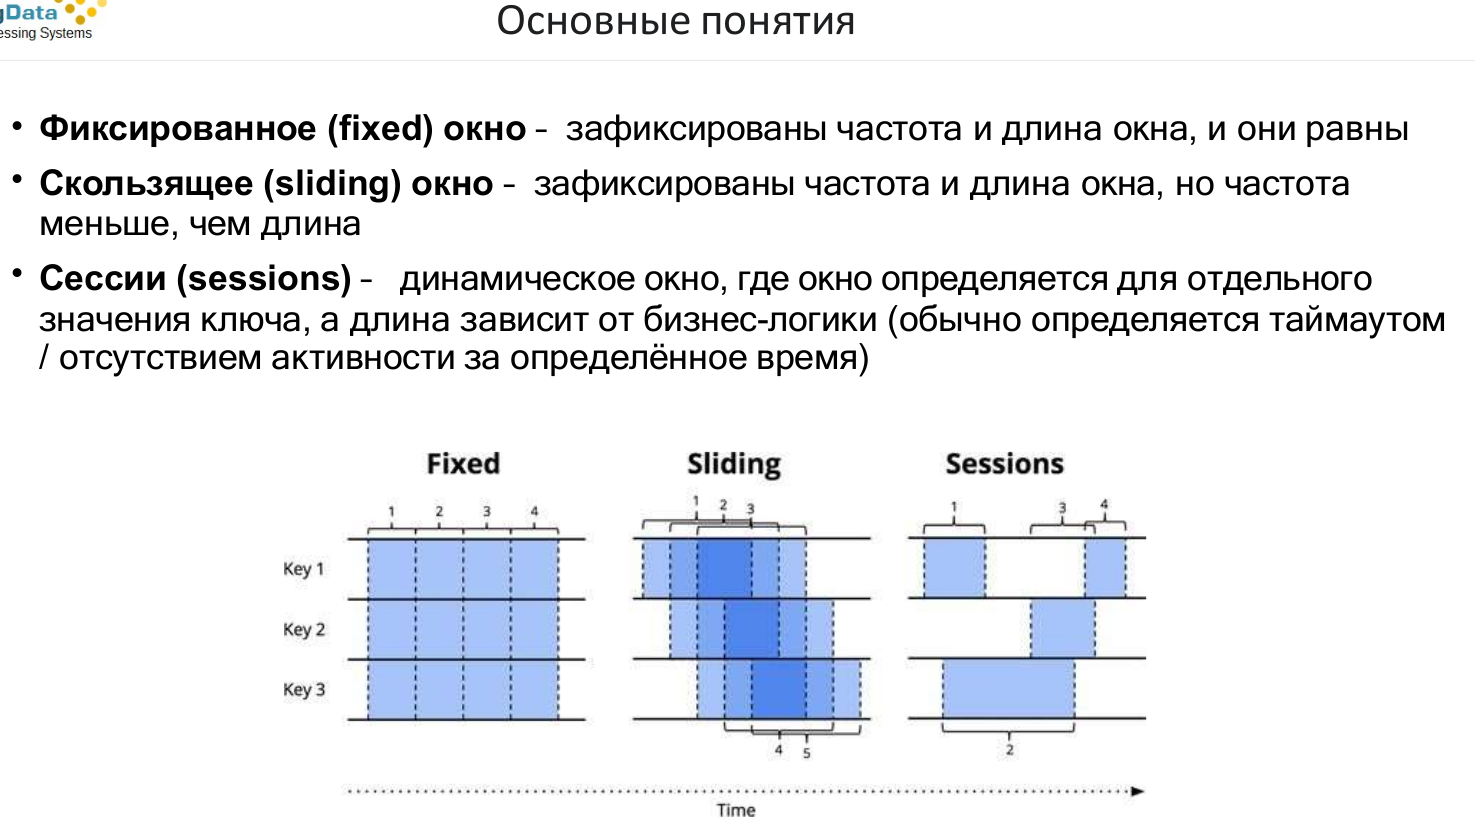 gData
essing Systems
Основные понятия
• Фиксированное (fixed) окно – зафиксированы частота и длина окна, и они равны
• Скользящее (sliding) окно – зафиксированы частота и длина окна, но частота
меньше, чем длина
• Сессии (sessions) – динамическое окно, где окно определяется для отдельного
значения ключа, а длина зависит от бизнес-логики (обычно определяется таймаутом
/ отсутствием активности за определённое время)
Fixed Sliding Sessions
1 2 3 4 1 2 3 1 3 4
Key 1
Key 2
Key 3
4 5 2
Time